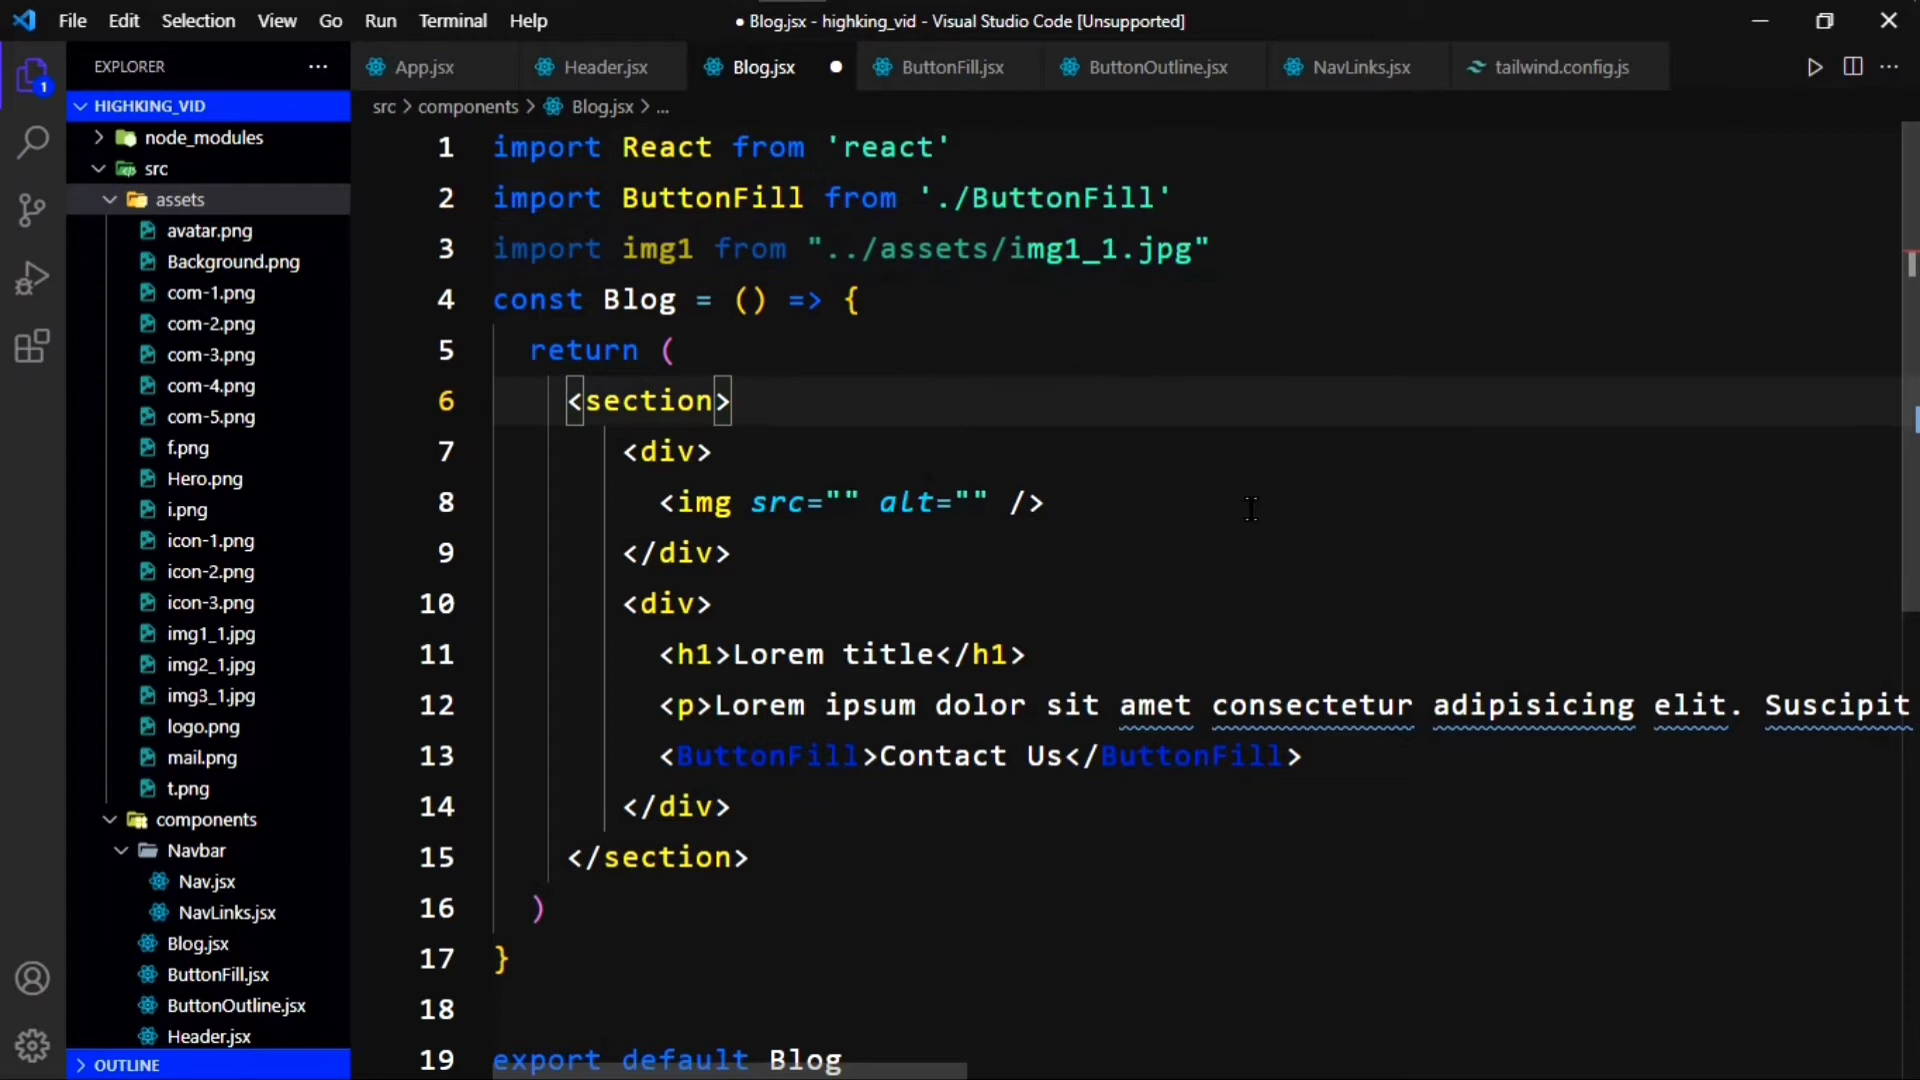 File Edit Selection View Go Run Terminal Help
● Blog.jsx - highking_vid - Visual Studio Code [Unsupported]
EXPLORER
App.jsx
Header.jsx
Blog.jsx
ButtonFill.jsx
ButtonOutline.jsx
NavLinks.jsx
tailwind.config.js
1
HIGHKING_VID
src > components > Blog.jsx > ...
node_modules
src
assets
avatar.png
Background.png
com-1.png
com-2.png
com-3.png
com-4.png
com-5.png
f.png
Hero.png
i.png
icon-1.png
icon-2.png
icon-3.png
img1_1.jpg
img2_1.jpg
img3_1.jpg
logo.png
mail.png
t.png
components
Navbar
Nav.jsx
NavLinks.jsx
Blog.jsx
ButtonFill.jsx
ButtonOutline.jsx
Header.jsx
OUTLINE
1 import React from 'react'
2 import ButtonFill from './ButtonFill'
3 import img1 from "../assets/img1_1.jpg"
4 const Blog = () => {
5 return (
6 <section>
7 <div>
8 <img src="" alt="" />
9 </div>
10 <div>
11 <h1>Lorem title</h1>
12 <p>Lorem ipsum dolor sit amet consectetur adipisicing elit. Suscipit
13 <ButtonFill>Contact Us</ButtonFill>
14 </div>
15 </section>
16 )
17 }
18
19 export default Blog